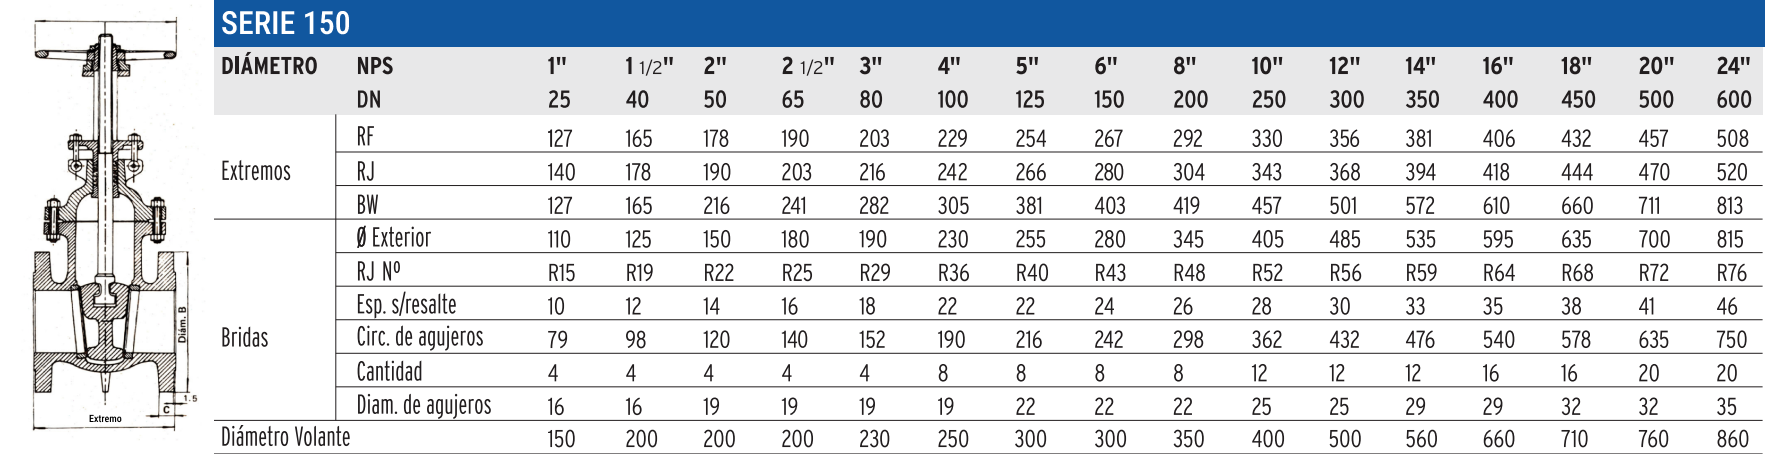 SERIE 150
DIÁMETRO NPS 1" 1 1/2" 2" 2 1/2" 3" 4" 5" 6" 8" 10" 12" 14" 16" 18" 20" 24"
DN 25 40 50 65 80 100 125 150 200 250 300 350 400 450 500 600
Extremos
RF 127 165 178 190 203 229 254 267 292 330 356 381 406 432 457 508
RJ 140 178 190 203 216 242 266 280 304 343 368 394 418 444 470 520
BW 127 165 216 241 282 305 381 403 419 457 501 572 610 660 711 813
Bridas
Ø Exterior 110 125 150 180 190 230 255 280 345 405 485 535 595 635 700 815
RJ Nº R15 R19 R22 R25 R29 R36 R40 R43 R48 R52 R56 R59 R64 R68 R72 R76
Esp. s/resalte 10 12 14 16 18 22 22 24 26 28 30 33 35 38 41 46
Circ. de agujeros 79 98 120 140 152 190 216 242 298 362 432 476 540 578 635 750
Cantidad 4 4 4 4 4 8 8 8 8 12 12 12 16 16 20 20
Diam. de agujeros 16 16 19 19 19 19 22 22 22 25 25 29 29 32 32 35
Diámetro Volante 150 200 200 200 230 250 300 300 350 400 500 560 660 710 760 860
Diám. B
1.5
C
Extremo